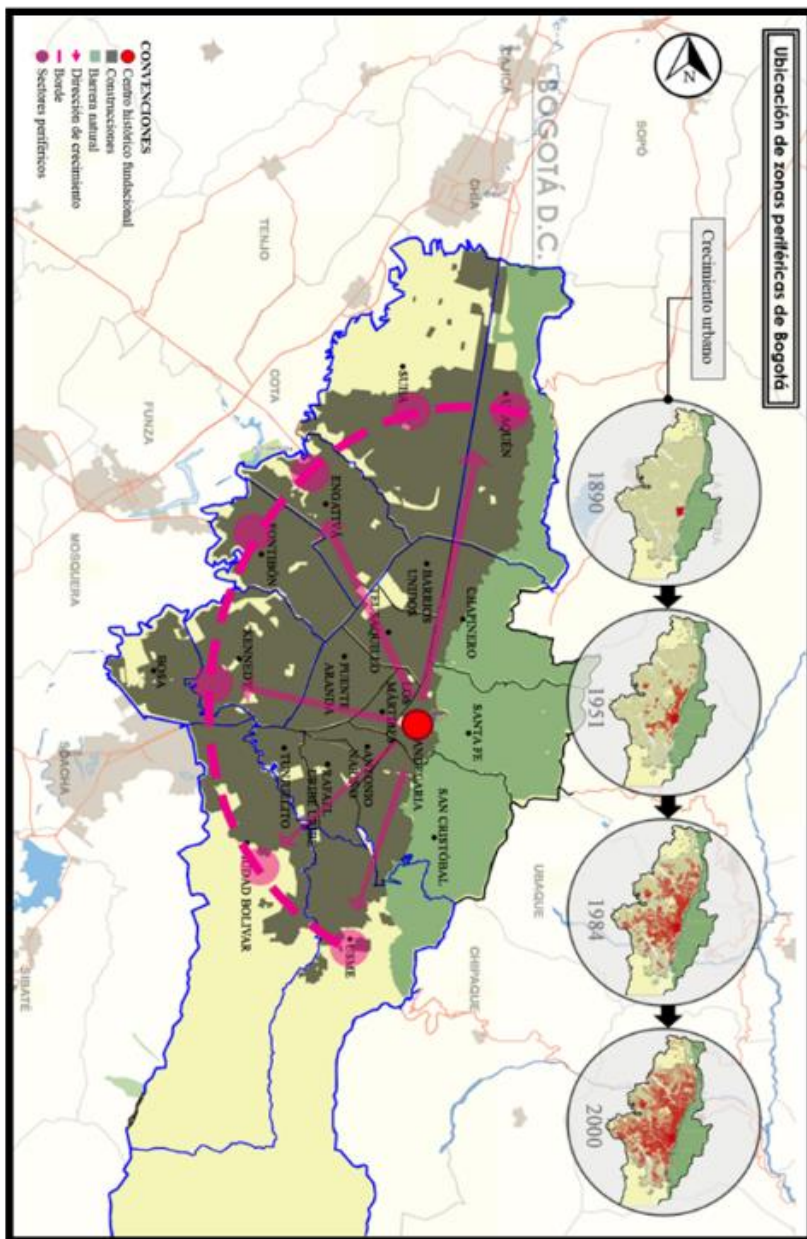 Ubicación de zonas periféricas de Bogotá
Crecimiento urbano
1890
1951
1984
2000
N
BOGOTÁ D.C.
CAJICÁ
SOPÓ
CHÍA
TENJO
COTA
FUNZA
MOSQUERA
SOACHA
SIBATÉ
UBAQUE
CHIPAQUE
SUBA
ENGATIVÁ
FONTIBÓN
BARRIOS
UNIDOS
CHAPINERO
TEUSAQUILLO
PUENTE
ARANDA
KENNEDY
BOSA
SANTA FE
SAN CRISTÓBAL
LOS
MÁRTIRES
ANTONIO
NARIÑO
RAFAEL
URIBE URIBE
TUNJUELITO
CIUDAD BOLIVAR
USME
CONVENCIONES
Centro histórico fundacional
Construcciones
Barrera natural
Dirección de crecimiento
Borde
Sectores periféricos